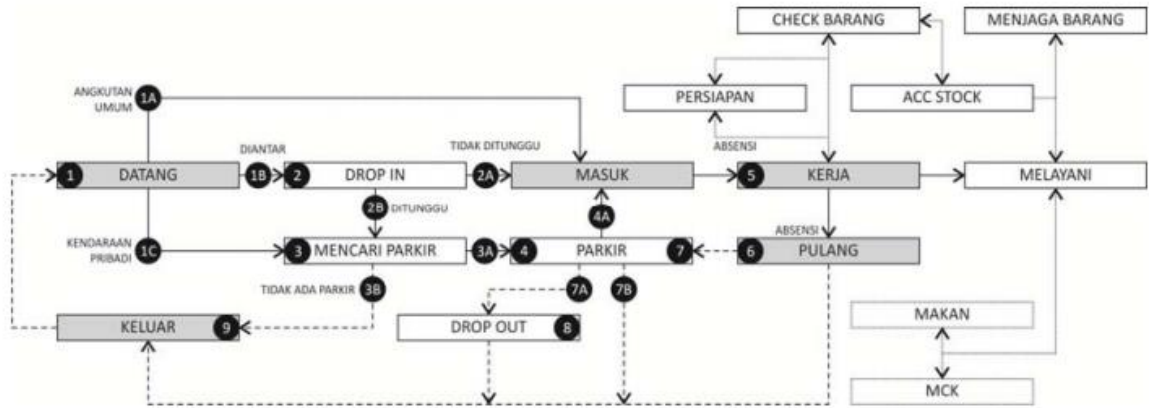 CHECK BARANG
MENJAGA BARANG
ANGKUTAN
UMUM
1A
PERSIAPAN
ACC STOCK
DIANTAR
TIDAK DITUNGGU
ABSENSI
1
DATANG
1B
2
DROP IN
2A
MASUK
5
KERJA
MELAYANI
2B
DITUNGGU
4A
KENDARAAN
PRIBADI
1C
3
MENCARI PARKIR
3A
4
PARKIR
7
ABSENSI
6
PULANG
TIDAK ADA PARKIR
3B
7A
7B
KELUAR
9
DROP OUT
8
MAKAN
MCK